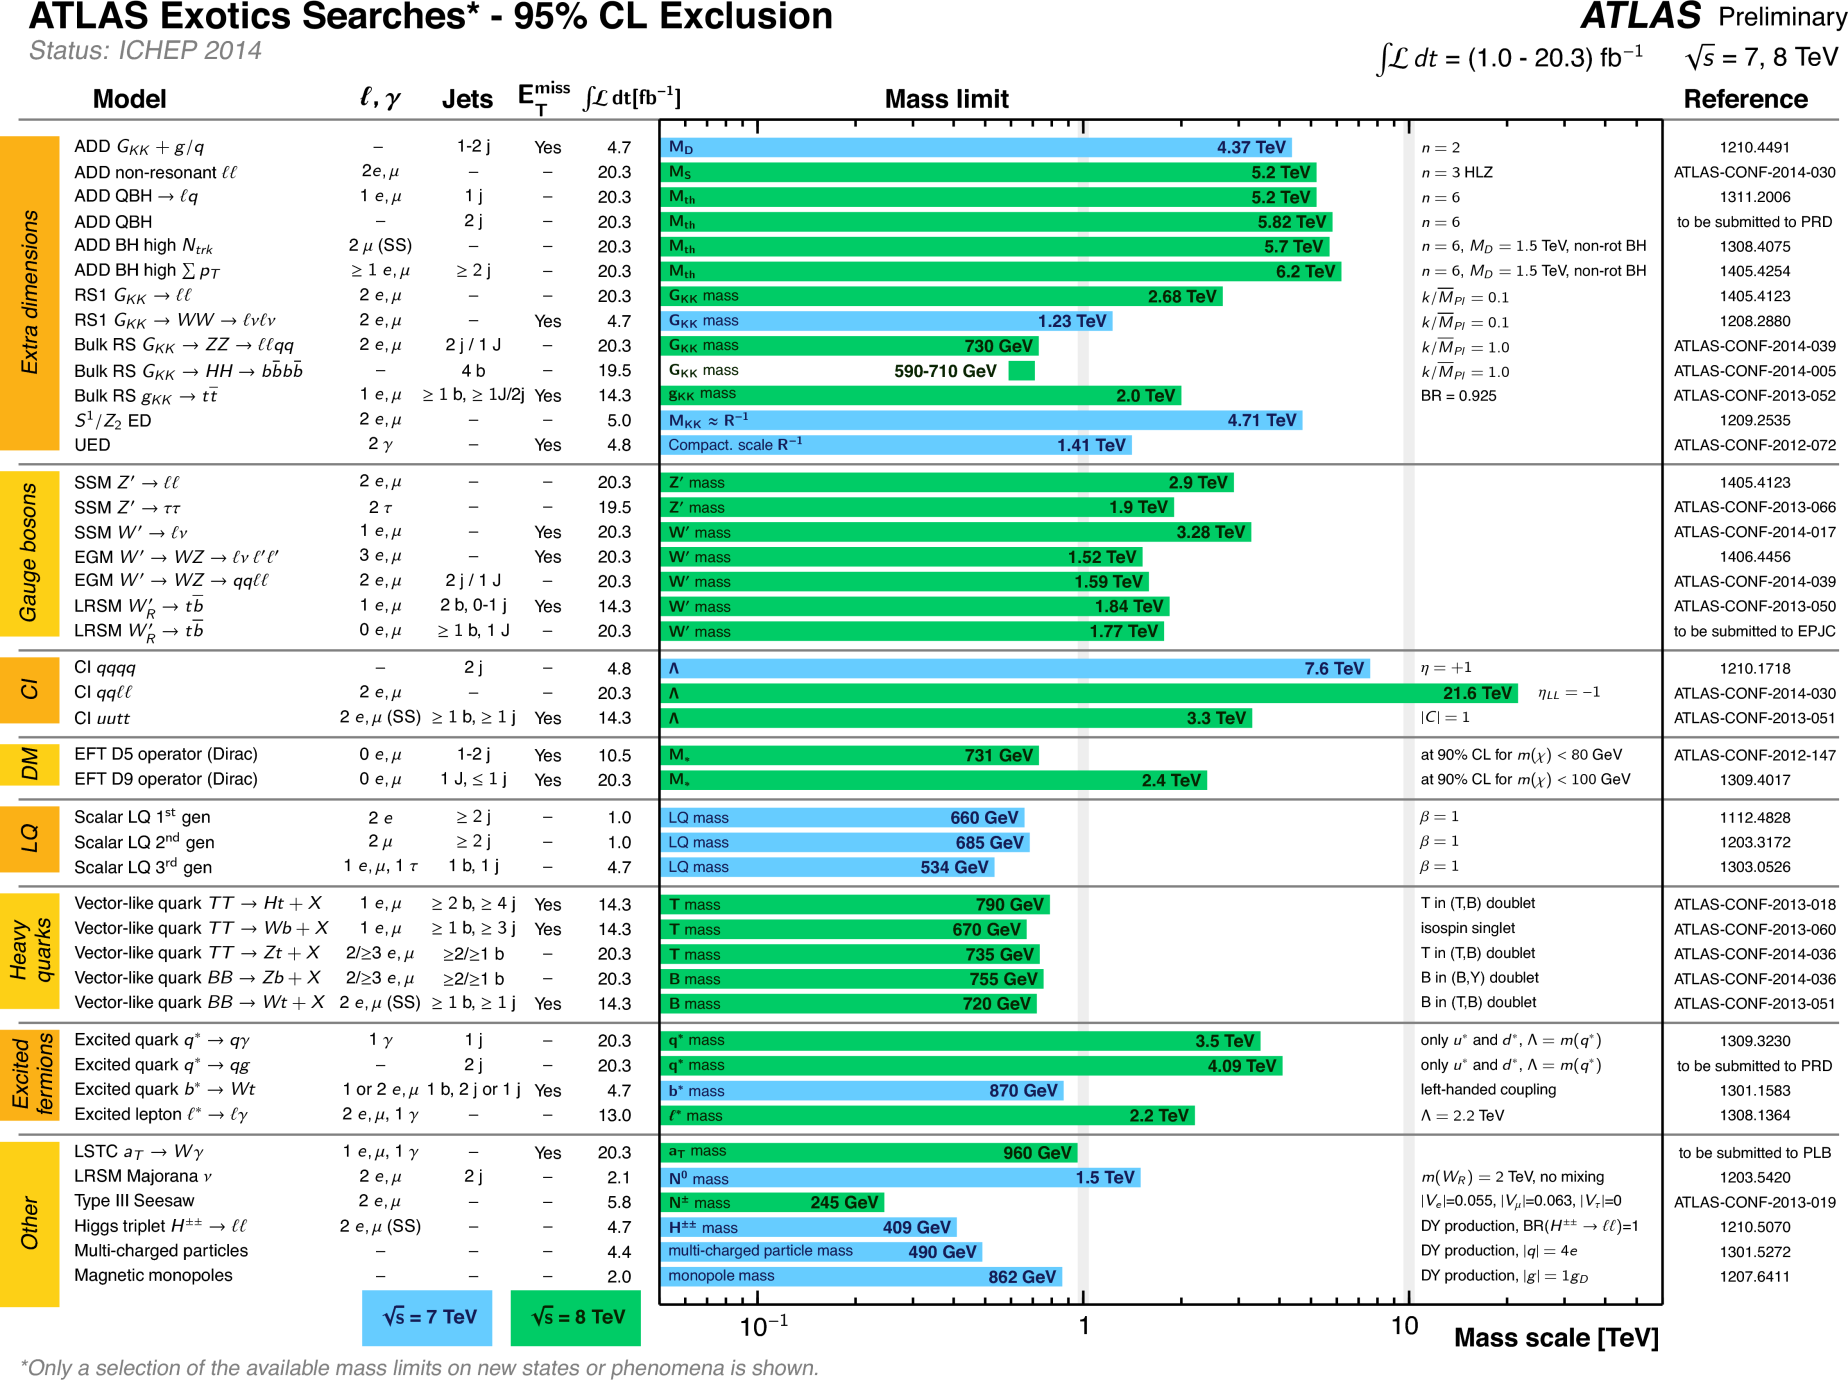 ATLAS Exotics Searches* - 95% CL Exclusion
ATLAS Preliminary
Status: ICHEP 2014
∫ℒ dt = (1.0 - 20.3) fb⁻¹ √s = 7, 8 TeV
Model ℓ, γ Jets E_T^miss ∫ℒ dt[fb⁻¹] Mass limit Reference
Extra dimensions
ADD G_KK + g/q – 1-2 j Yes 4.7 M_D 4.37 TeV n = 2 1210.4491
ADD non-resonant ℓℓ 2e, μ – – 20.3 M_S 5.2 TeV n = 3 HLZ ATLAS-CONF-2014-030
ADD QBH → ℓq 1 e, μ 1 j – 20.3 M_th 5.2 TeV n = 6 1311.2006
ADD QBH – 2 j – 20.3 M_th 5.82 TeV n = 6 to be submitted to PRD
ADD BH high N_trk 2 μ (SS) – – 20.3 M_th 5.7 TeV n = 6, M_D = 1.5 TeV, non-rot BH 1308.4075
ADD BH high ∑ p_T ≥ 1 e, μ ≥ 2 j – 20.3 M_th 6.2 TeV n = 6, M_D = 1.5 TeV, non-rot BH 1405.4254
RS1 G_KK → ℓℓ 2 e, μ – – 20.3 G_KK mass 2.68 TeV k/M̅_Pl = 0.1 1405.4123
RS1 G_KK → WW → ℓνℓν 2 e, μ – Yes 4.7 G_KK mass 1.23 TeV k/M̅_Pl = 0.1 1208.2880
Bulk RS G_KK → ZZ → ℓℓqq 2 e, μ 2 j / 1 J – 20.3 G_KK mass 730 GeV k/M̅_Pl = 1.0 ATLAS-CONF-2014-039
Bulk RS G_KK → HH → bb̅bb̅ – 4 b – 19.5 G_KK mass 590-710 GeV k/M̅_Pl = 1.0 ATLAS-CONF-2014-005
Bulk RS g_KK → tt̅ 1 e, μ ≥ 1 b, ≥ 1J/2j Yes 14.3 g_KK mass 2.0 TeV BR = 0.925 ATLAS-CONF-2013-052
S¹/Z₂ ED 2 e, μ – – 5.0 M_KK ≈ R⁻¹ 4.71 TeV 1209.2535
UED 2 γ – Yes 4.8 Compact. scale R⁻¹ 1.41 TeV ATLAS-CONF-2012-072
Gauge bosons
SSM Z′ → ℓℓ 2 e, μ – – 20.3 Z′ mass 2.9 TeV 1405.4123
SSM Z′ → ττ 2 τ – – 19.5 Z′ mass 1.9 TeV ATLAS-CONF-2013-066
SSM W′ → ℓν 1 e, μ – Yes 20.3 W′ mass 3.28 TeV ATLAS-CONF-2014-017
EGM W′ → WZ → ℓν ℓ′ℓ′ 3 e, μ – Yes 20.3 W′ mass 1.52 TeV 1406.4456
EGM W′ → WZ → qqℓℓ 2 e, μ 2 j / 1 J – 20.3 W′ mass 1.59 TeV ATLAS-CONF-2014-039
LRSM W′_R → tb̅ 1 e, μ 2 b, 0-1 j Yes 14.3 W′ mass 1.84 TeV ATLAS-CONF-2013-050
LRSM W′_R → tb̅ 0 e, μ ≥ 1 b, 1 J – 20.3 W′ mass 1.77 TeV to be submitted to EPJC
CI
CI qqqq – 2 j – 4.8 Λ 7.6 TeV η = +1 1210.1718
CI qqℓℓ 2 e, μ – – 20.3 Λ 21.6 TeV η_LL = −1 ATLAS-CONF-2014-030
CI uutt 2 e, μ (SS) ≥ 1 b, ≥ 1 j Yes 14.3 Λ 3.3 TeV |C| = 1 ATLAS-CONF-2013-051
DM
EFT D5 operator (Dirac) 0 e, μ 1-2 j Yes 10.5 M_* 731 GeV at 90% CL for m(χ) < 80 GeV ATLAS-CONF-2012-147
EFT D9 operator (Dirac) 0 e, μ 1 J, ≤ 1 j Yes 20.3 M_* 2.4 TeV at 90% CL for m(χ) < 100 GeV 1309.4017
LQ
Scalar LQ 1st gen 2 e ≥ 2 j – 1.0 LQ mass 660 GeV β = 1 1112.4828
Scalar LQ 2nd gen 2 μ ≥ 2 j – 1.0 LQ mass 685 GeV β = 1 1203.3172
Scalar LQ 3rd gen 1 e, μ, 1 τ 1 b, 1 j – 4.7 LQ mass 534 GeV β = 1 1303.0526
Heavy quarks
Vector-like quark TT → Ht + X 1 e, μ ≥ 2 b, ≥ 4 j Yes 14.3 T mass 790 GeV T in (T,B) doublet ATLAS-CONF-2013-018
Vector-like quark TT → Wb + X 1 e, μ ≥ 1 b, ≥ 3 j Yes 14.3 T mass 670 GeV isospin singlet ATLAS-CONF-2013-060
Vector-like quark TT → Zt + X 2/≥3 e, μ ≥2/≥1 b – 20.3 T mass 735 GeV T in (T,B) doublet ATLAS-CONF-2014-036
Vector-like quark BB → Zb + X 2/≥3 e, μ ≥2/≥1 b – 20.3 B mass 755 GeV B in (B,Y) doublet ATLAS-CONF-2014-036
Vector-like quark BB → Wt + X 2 e, μ (SS) ≥ 1 b, ≥ 1 j Yes 14.3 B mass 720 GeV B in (T,B) doublet ATLAS-CONF-2013-051
Excited fermions
Excited quark q* → qγ 1 γ 1 j – 20.3 q* mass 3.5 TeV only u* and d*, Λ = m(q*) 1309.3230
Excited quark q* → qg – 2 j – 20.3 q* mass 4.09 TeV only u* and d*, Λ = m(q*) to be submitted to PRD
Excited quark b* → Wt 1 or 2 e, μ 1 b, 2 j or 1 j Yes 4.7 b* mass 870 GeV left-handed coupling 1301.1583
Excited lepton ℓ* → ℓγ 2 e, μ, 1 γ – – 13.0 ℓ* mass 2.2 TeV Λ = 2.2 TeV 1308.1364
Other
LSTC a_T → Wγ 1 e, μ, 1 γ – Yes 20.3 a_T mass 960 GeV to be submitted to PLB
LRSM Majorana ν 2 e, μ 2 j – 2.1 N⁰ mass 1.5 TeV m(W_R) = 2 TeV, no mixing 1203.5420
Type III Seesaw 2 e, μ – – 5.8 N± mass 245 GeV |V_e|=0.055, |V_μ|=0.063, |V_τ|=0 ATLAS-CONF-2013-019
Higgs triplet H±± → ℓℓ 2 e, μ (SS) – – 4.7 H±± mass 409 GeV DY production, BR(H±± → ℓℓ)=1 1210.5070
Multi-charged particles – – – 4.4 multi-charged particle mass 490 GeV DY production, |q| = 4e 1301.5272
Magnetic monopoles – – – 2.0 monopole mass 862 GeV DY production, |g| = 1g_D 1207.6411
√s = 7 TeV √s = 8 TeV
10⁻¹ 1 10 Mass scale [TeV]
*Only a selection of the available mass limits on new states or phenomena is shown.